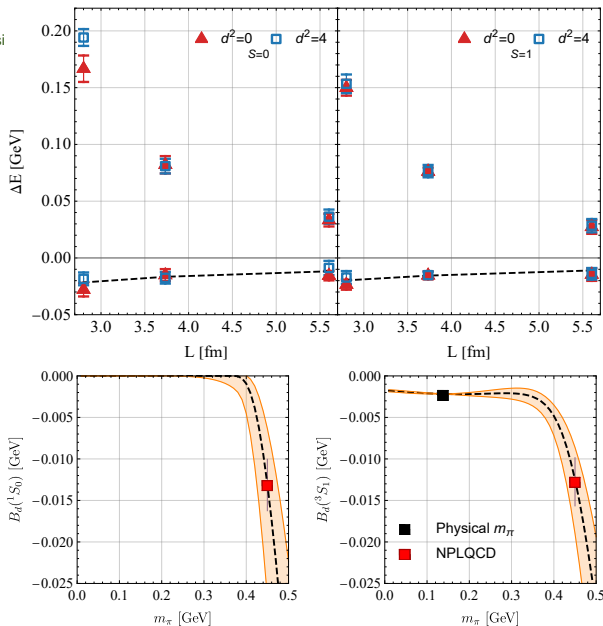 si
d²=0 d²=4
S=0
d²=0 d²=4
S=1
0.20
0.15
0.10
0.05
0.00
−0.05
ΔE [GeV]
3.0 3.5 4.0 4.5 5.0 5.5
3.0 3.5 4.0 4.5 5.0 5.5
L [fm]
L [fm]
0.000
−0.005
−0.010
−0.015
−0.020
−0.025
B_d(¹S₀) [GeV]
0.0 0.1 0.2 0.3 0.4 0.5
m_π [GeV]
0.000
−0.005
−0.010
−0.015
−0.020
−0.025
B_d(³S₁) [GeV]
Physical m_π
NPLQCD
0.0 0.1 0.2 0.3 0.4 0.5
m_π [GeV]